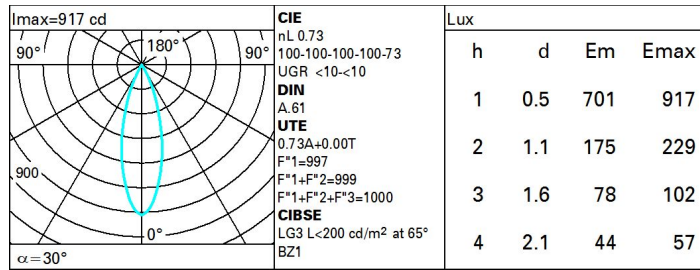 Imax=917 cd
90°
180°
90°
900
0°
α=30°
CIE
nL 0.73
100-100-100-100-73
UGR <10-<10
DIN
A.61
UTE
0.73A+0.00T
F"1=997
F"1+F"2=999
F"1+F"2+F"3=1000
CIBSE
LG3 L<200 cd/m² at 65°
BZ1
Lux
h d Em Emax
1 0.5 701 917
2 1.1 175 229
3 1.6 78 102
4 2.1 44 57